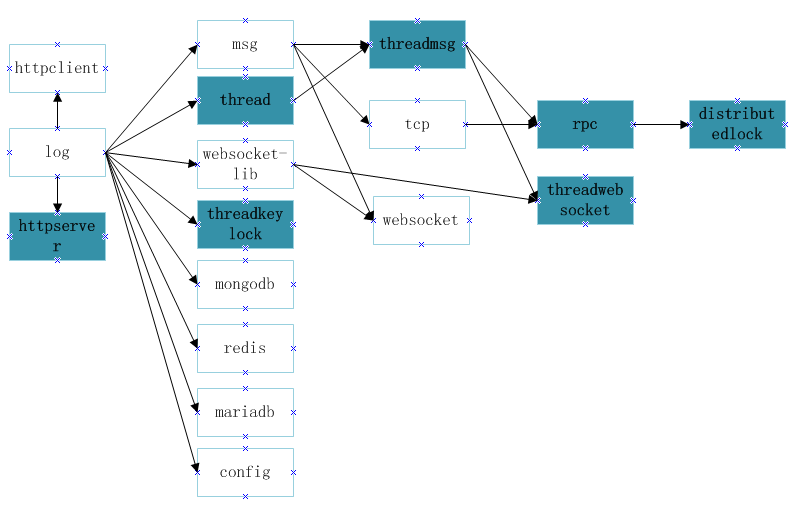 msg
threadmsg
httpclient
thread
tcp
rpc
distribut
edlock
log
websocket-
lib
threadweb
socket
threadkey
lock
websocket
httpserve
r
mongodb
redis
mariadb
config